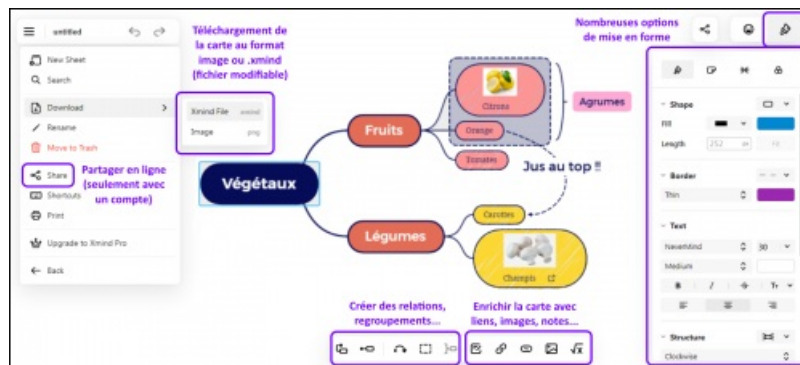 untitled
New Sheet
Search
Download
Rename
Move to Trash
Share
Shortcuts
Print
Upgrade to Xmind Pro
Back
Téléchargement de
la carte au format
image ou .xmind
(fichier modifiable)
Xmind File xmind
Image png
Partager en ligne
(seulement avec
un compte)
Végétaux
Fruits
Citrons
Orange
Tomates
Agrumes
Jus au top !!
Légumes
Carottes
Champis
Créer des relations,
regroupements...
Enrichir la carte avec
liens, images, notes...
Nombreuses options
de mise en forme
Shape
Fill
Length 252
Border
Thin
Text
NeverMind 30
Medium
B I S Tr
Structure
Clockwise